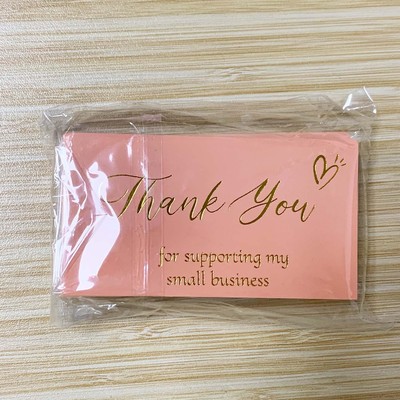 Thank You
for supporting my
small business